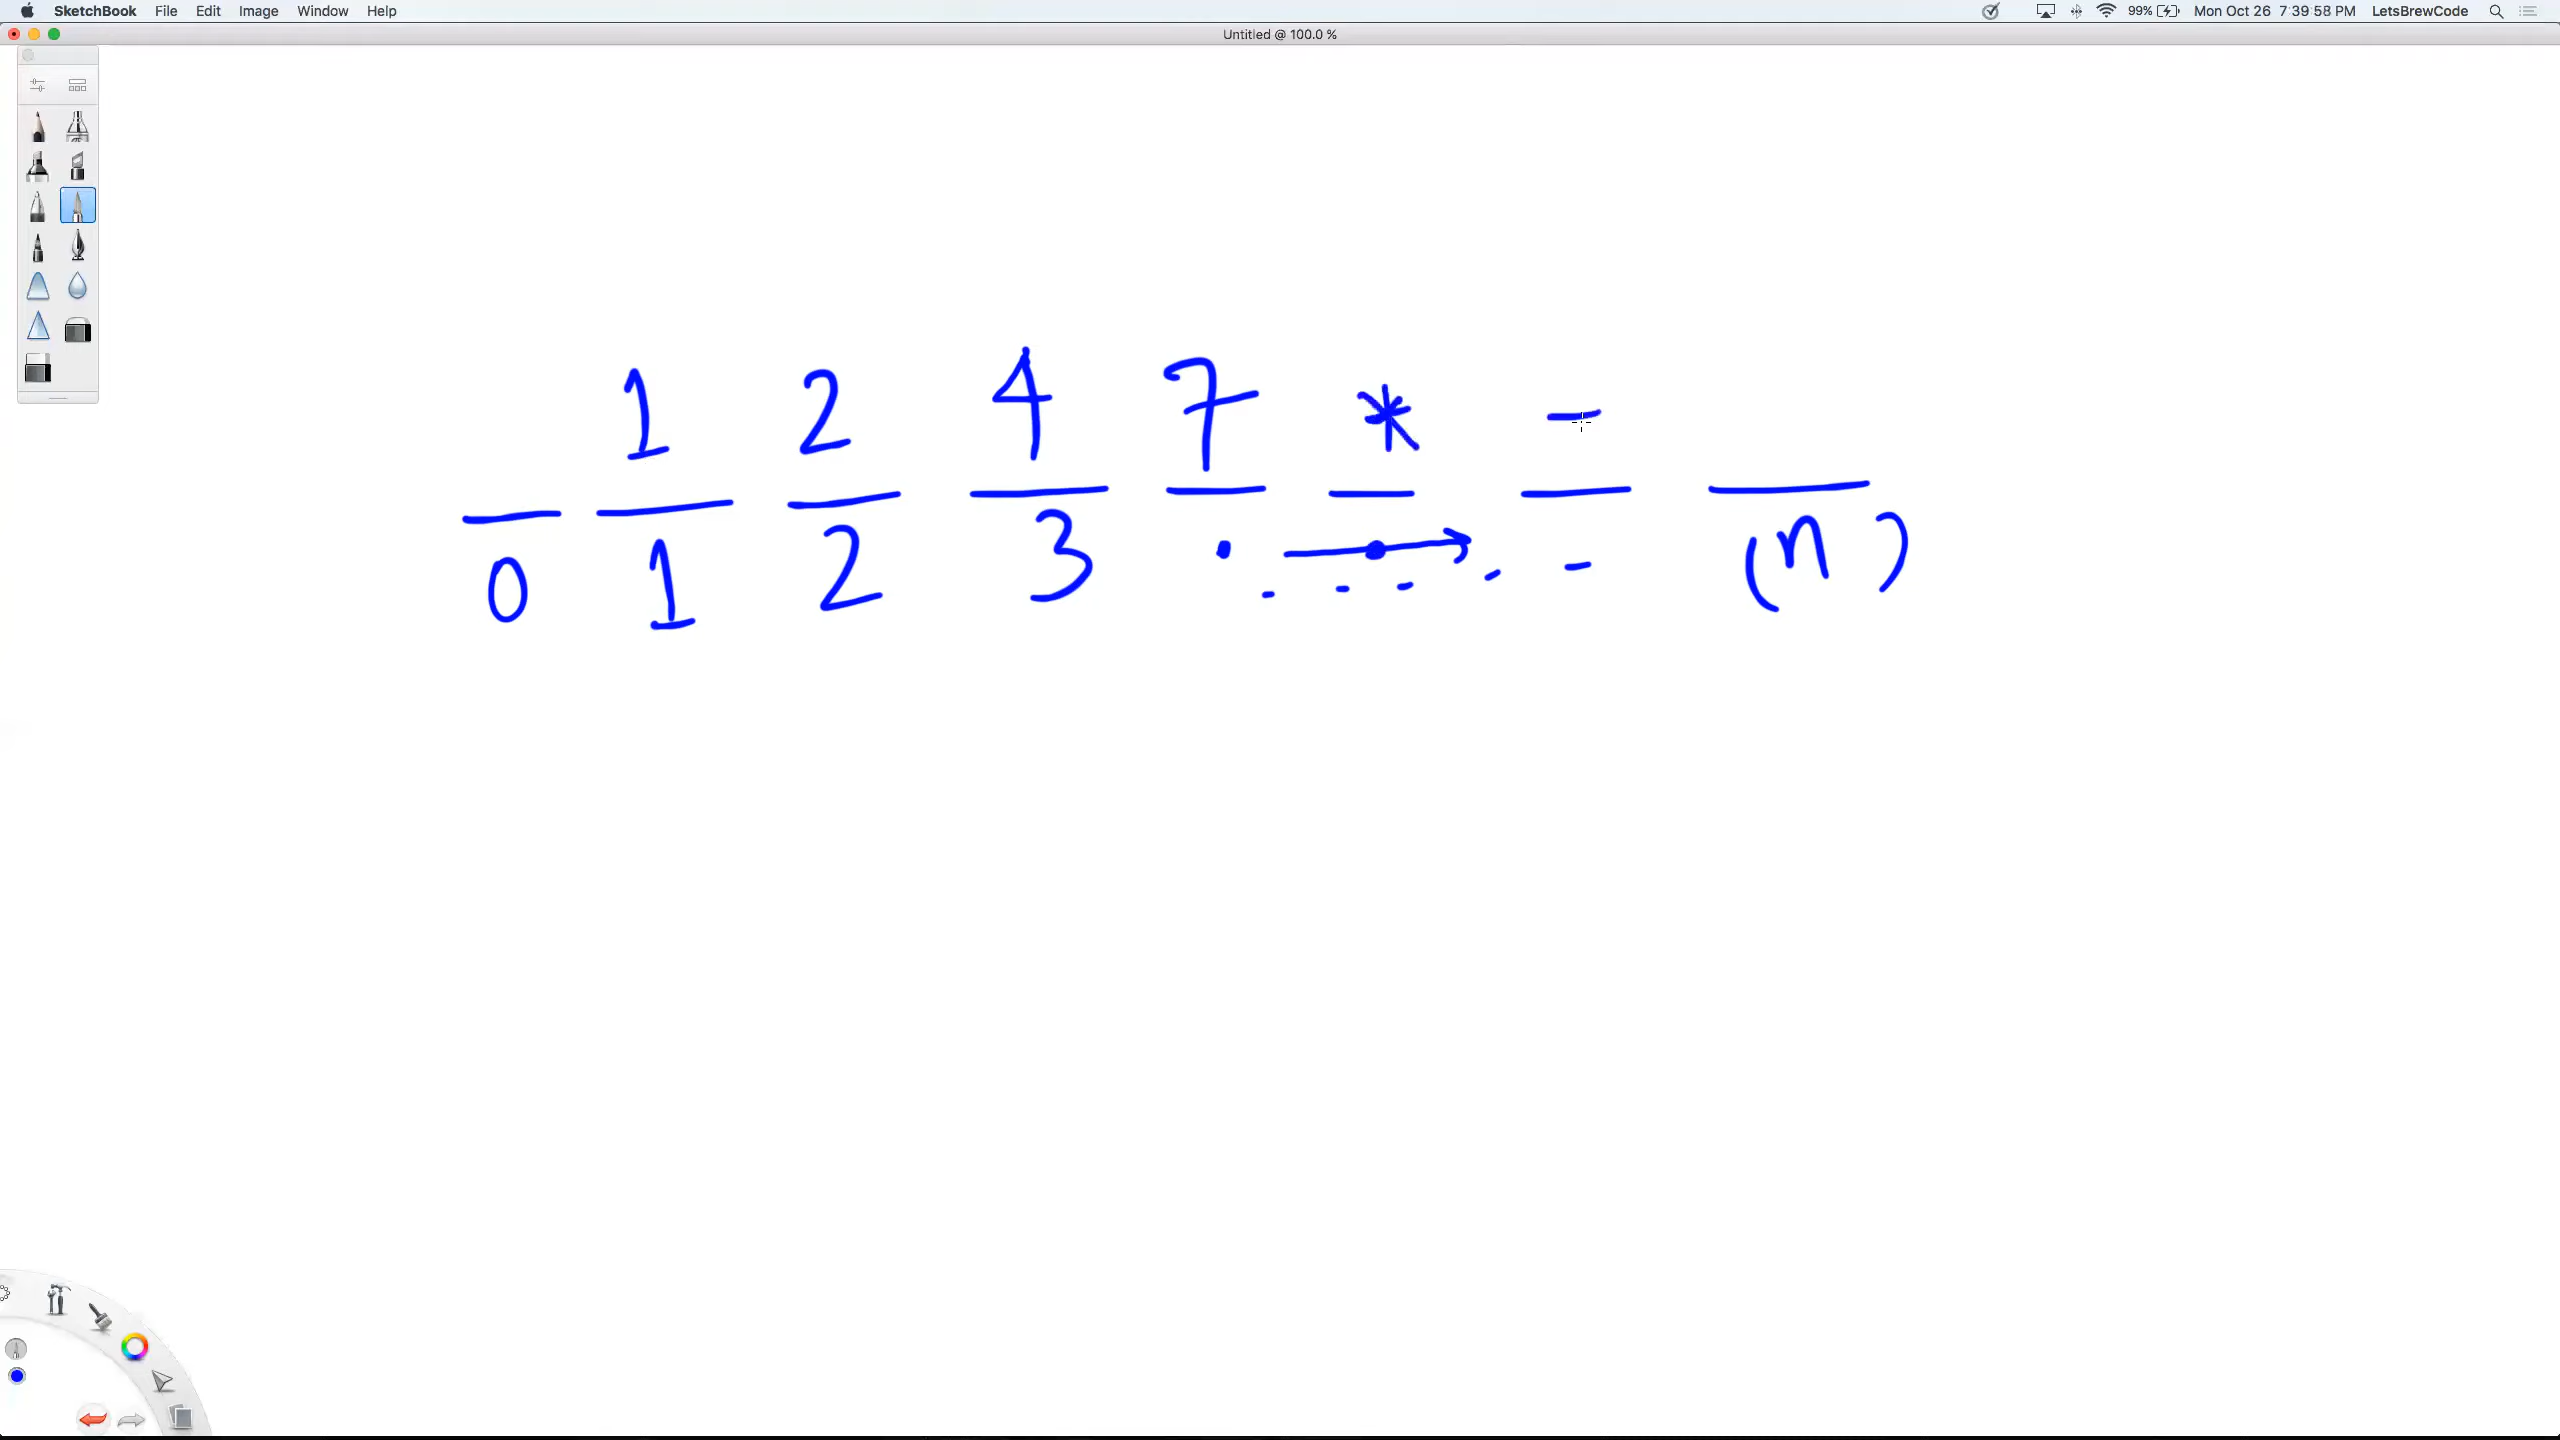 SketchBook File Edit Image Window Help 99% Mon Oct 26 7:39:58 PM LetsBrewCode
Untitled @ 100.0 %
1 2 4 7 * -
0 1 2 3 . . - - . - (n)